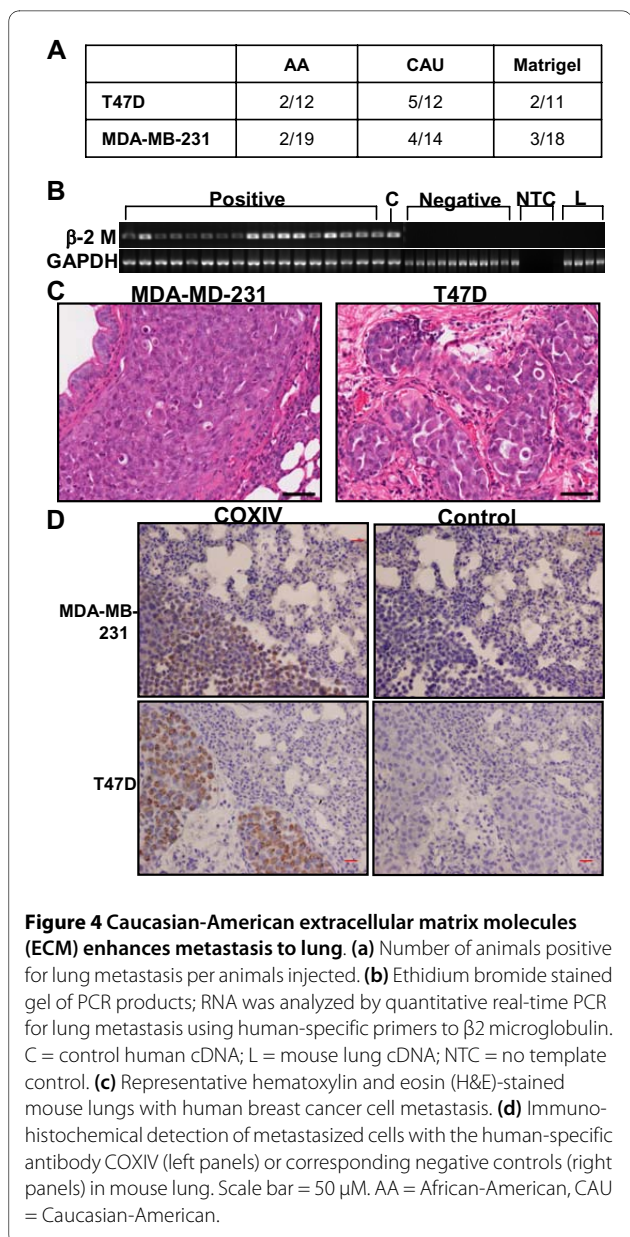 A
AA CAU Matrigel
T47D 2/12 5/12 2/11
MDA-MB-231 2/19 4/14 3/18
B
Positive C Negative NTC L
β-2 M
GAPDH
C MDA-MD-231 T47D
D COXIV Control
MDA-MB-
231
T47D
Figure 4 Caucasian-American extracellular matrix molecules
(ECM) enhances metastasis to lung. (a) Number of animals positive
for lung metastasis per animals injected. (b) Ethidium bromide stained
gel of PCR products; RNA was analyzed by quantitative real-time PCR
for lung metastasis using human-specific primers to β2 microglobulin.
C = control human cDNA; L = mouse lung cDNA; NTC = no template
control. (c) Representative hematoxylin and eosin (H&E)-stained
mouse lungs with human breast cancer cell metastasis. (d) Immuno-
histochemical detection of metastasized cells with the human-specific
antibody COXIV (left panels) or corresponding negative controls (right
panels) in mouse lung. Scale bar = 50 μM. AA = African-American, CAU
= Caucasian-American.